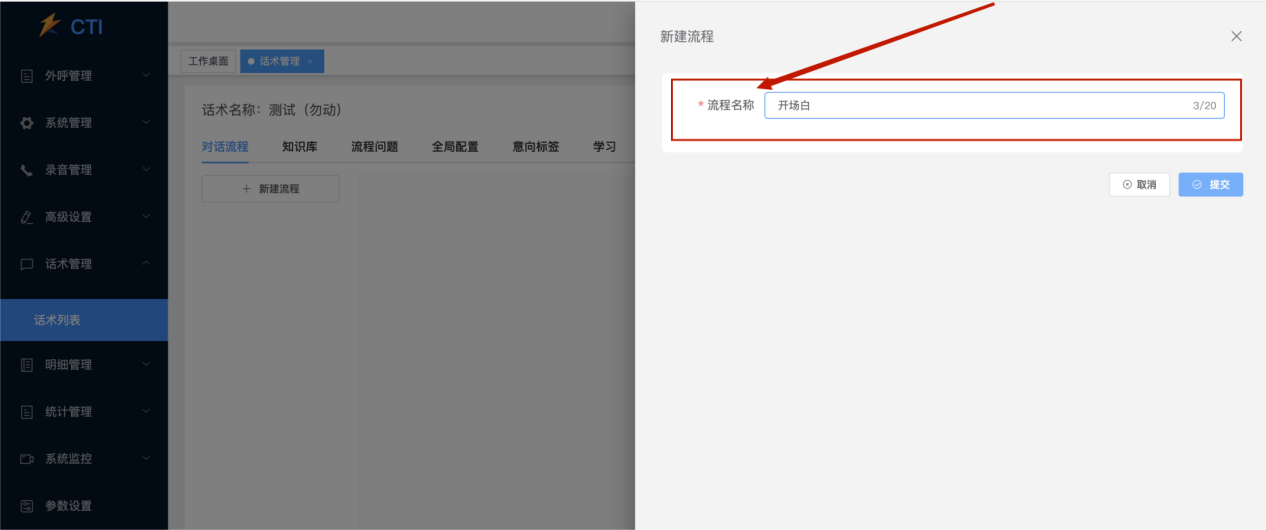 CTI
外呼管理
系统管理
录音管理
高级设置
话术管理
话术列表
明细管理
统计管理
系统监控
参数设置
工作桌面
话术管理 ×
话术名称：测试（勿动）
对话流程 知识库 流程问题 全局配置 意向标签 学习
+ 新建流程
新建流程
* 流程名称 开场白 3/20
取消 提交